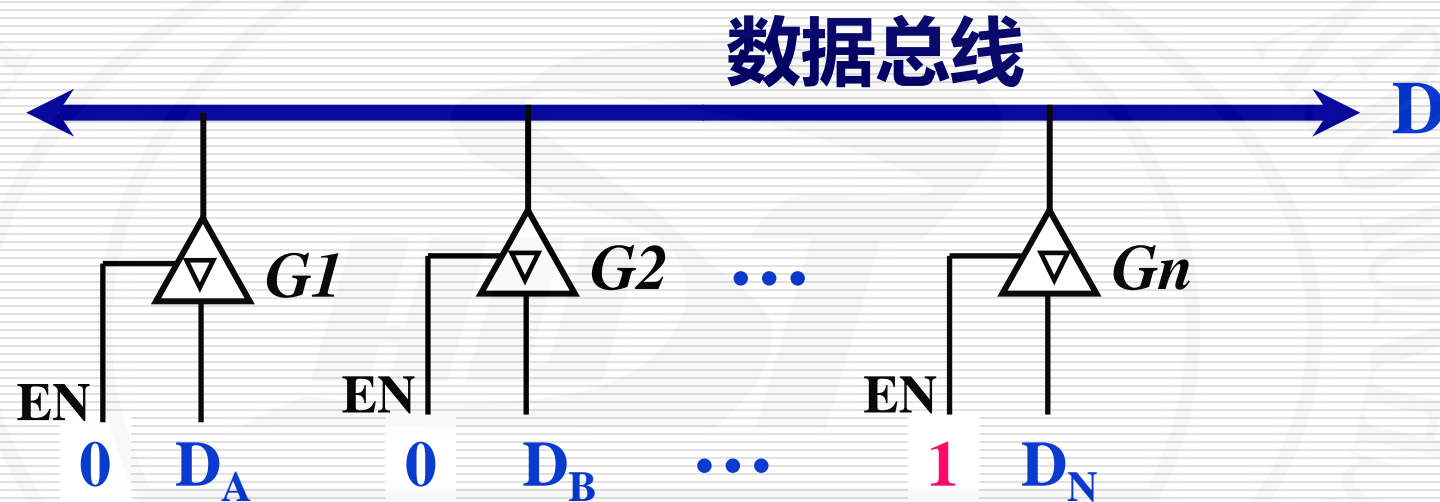 数据总线
D
G1 G2 … Gn
EN EN EN
0 D_A 0 D_B … 1 D_N